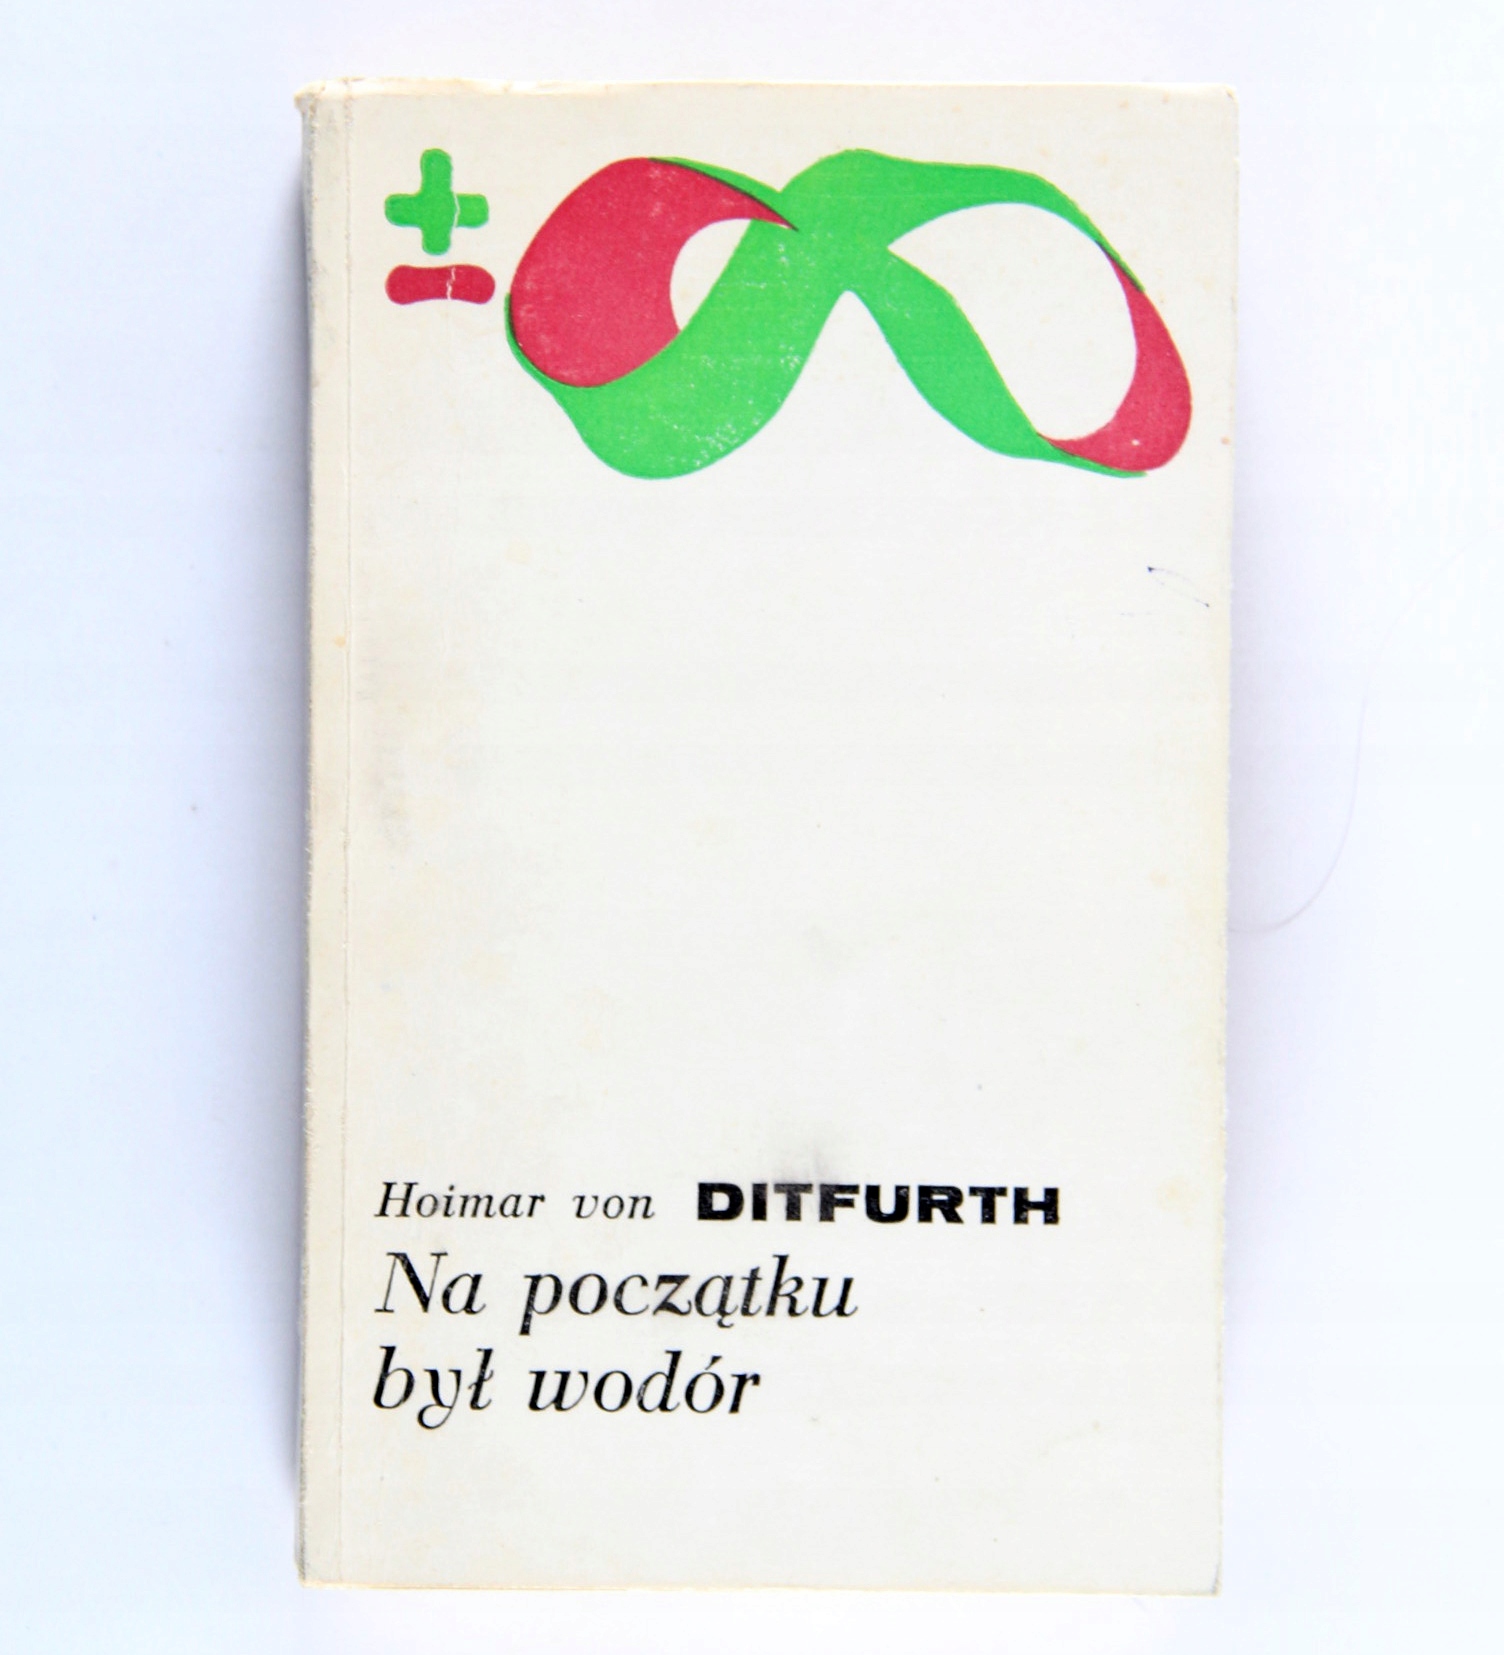 ±∞
Hoimar von DITFURTH
Na początku
był wodór